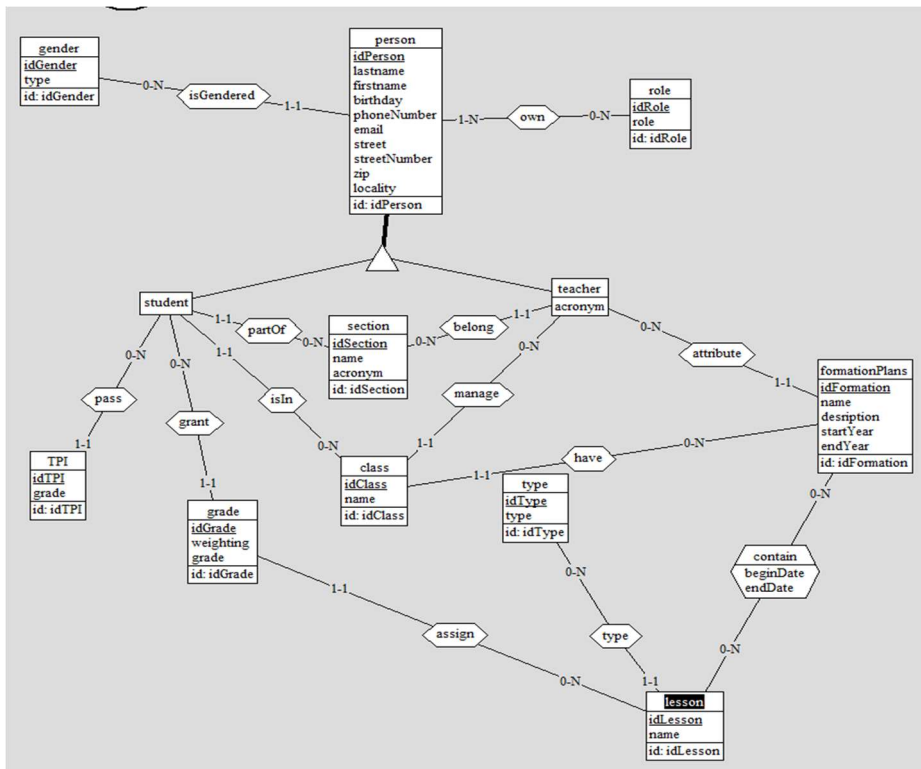 gender
idGender
type
id: idGender
0-N
isGendered
1-1
person
idPerson
lastname
firstname
birthday
phoneNumber
email
street
streetNumber
zip
locality
id: idPerson
1-N
own
0-N
role
idRole
role
id: idRole
student
teacher
acronym
1-1
partOf
0-N
section
idSection
name
acronym
id: idSection
0-N
belong
1-1
0-N
attribute
1-1
formationPlans
idFormation
name
desription
startYear
endYear
id: idFormation
0-N
pass
1-1
TPI
idTPI
grade
id: idTPI
0-N
grant
1-1
grade
idGrade
weighting
grade
id: idGrade
1-1
isIn
0-N
0-N
manage
1-1
class
idClass
name
id: idClass
1-1
have
0-N
type
idType
type
id: idType
0-N
type
1-1
0-N
contain
beginDate
endDate
0-N
1-1
assign
0-N
lesson
idLesson
name
id: idLesson